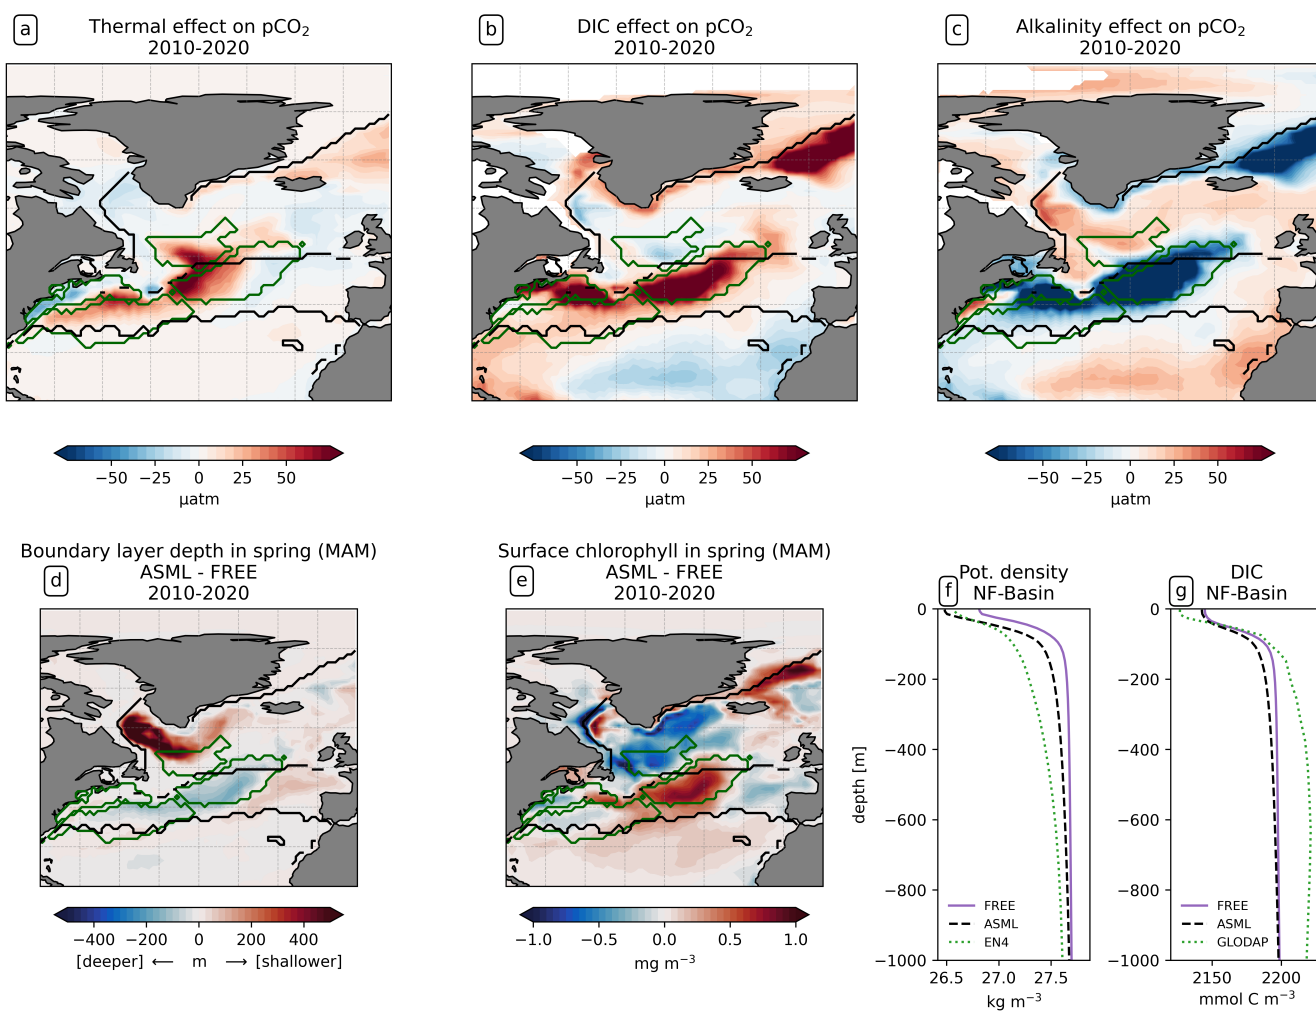 a
Thermal effect on pCO₂
2010-2020
b
DIC effect on pCO₂
2010-2020
c
Alkalinity effect on pCO₂
2010-2020
−50 −25 0 25 50
µatm
−50 −25 0 25 50
µatm
−50 −25 0 25 50
µatm
Boundary layer depth in spring (MAM)
d
ASML - FREE
2010-2020
Surface chlorophyll in spring (MAM)
e
ASML - FREE
2010-2020
f
Pot. density
NF-Basin
g
DIC
NF-Basin
−400 −200 0 200 400
[deeper] ⟵ m ⟶ [shallower]
−1.0 −0.5 0.0 0.5 1.0
mg m⁻³
depth [m]
0
−200
−400
−600
−800
−1000
FREE
ASML
EN4
26.5 27.0 27.5
kg m⁻³
0
−200
−400
−600
−800
−1000
FREE
ASML
GLODAP
2150 2200
mmol C m⁻³